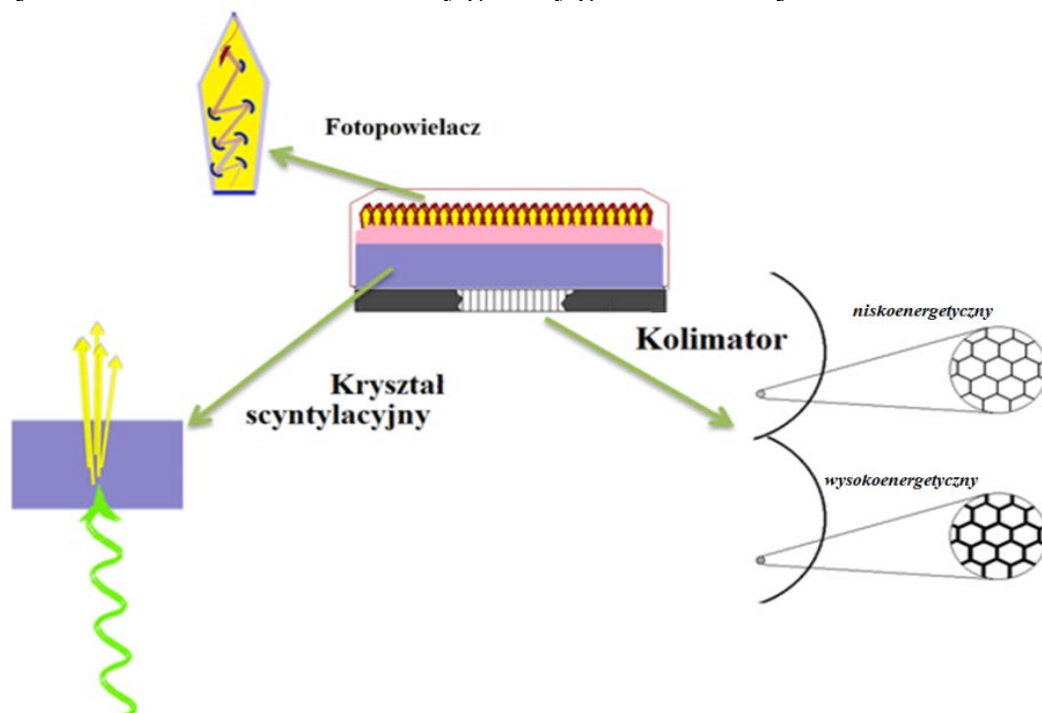 Fotopowielacz
niskoenergetyczny
Kolimator
Kryształ
scyntylacyjny
wysokoenergetyczny